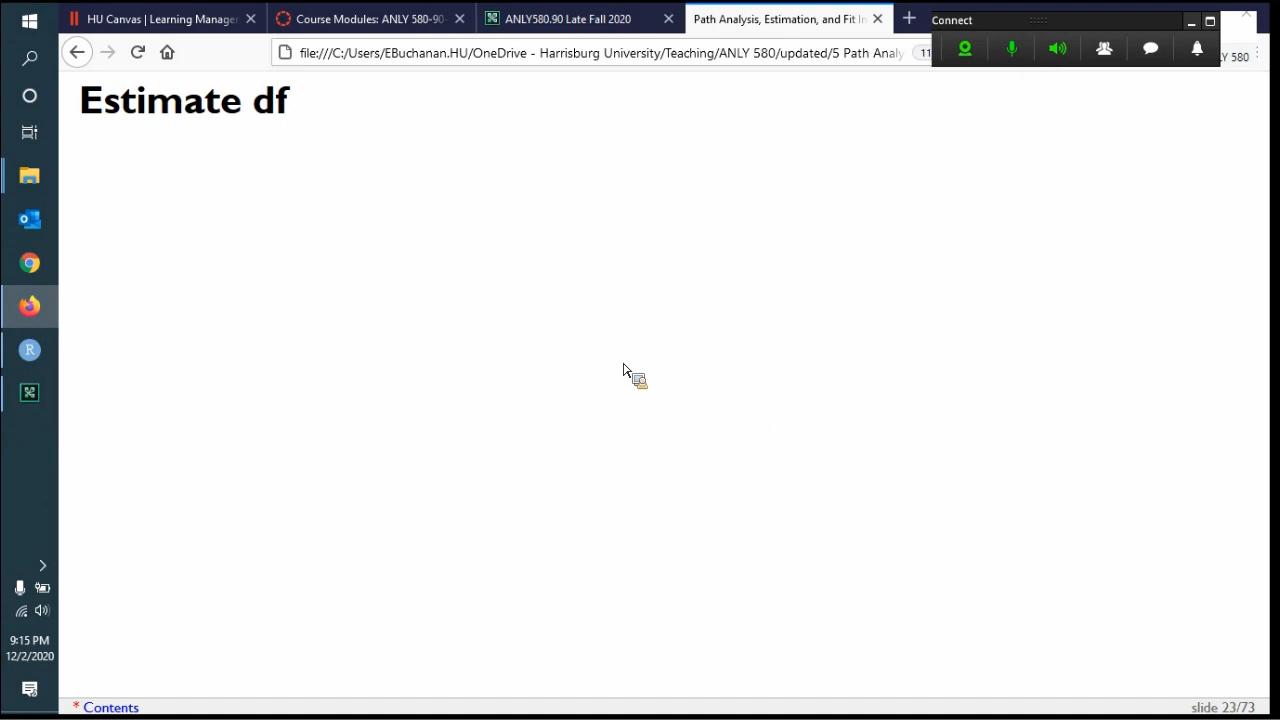 HU Canvas | Learning Manage
Course Modules: ANLY 580-90-
ANLY580.90 Late Fall 2020
Path Analysis, Estimation, and Fit In
Connect
file:///C:/Users/EBuchanan.HU/OneDrive - Harrisburg University/Teaching/ANLY 580/updated/5 Path Analy
11
LY 580
Estimate df
R
9:15 PM
12/2/2020
* Contents
slide 23/73